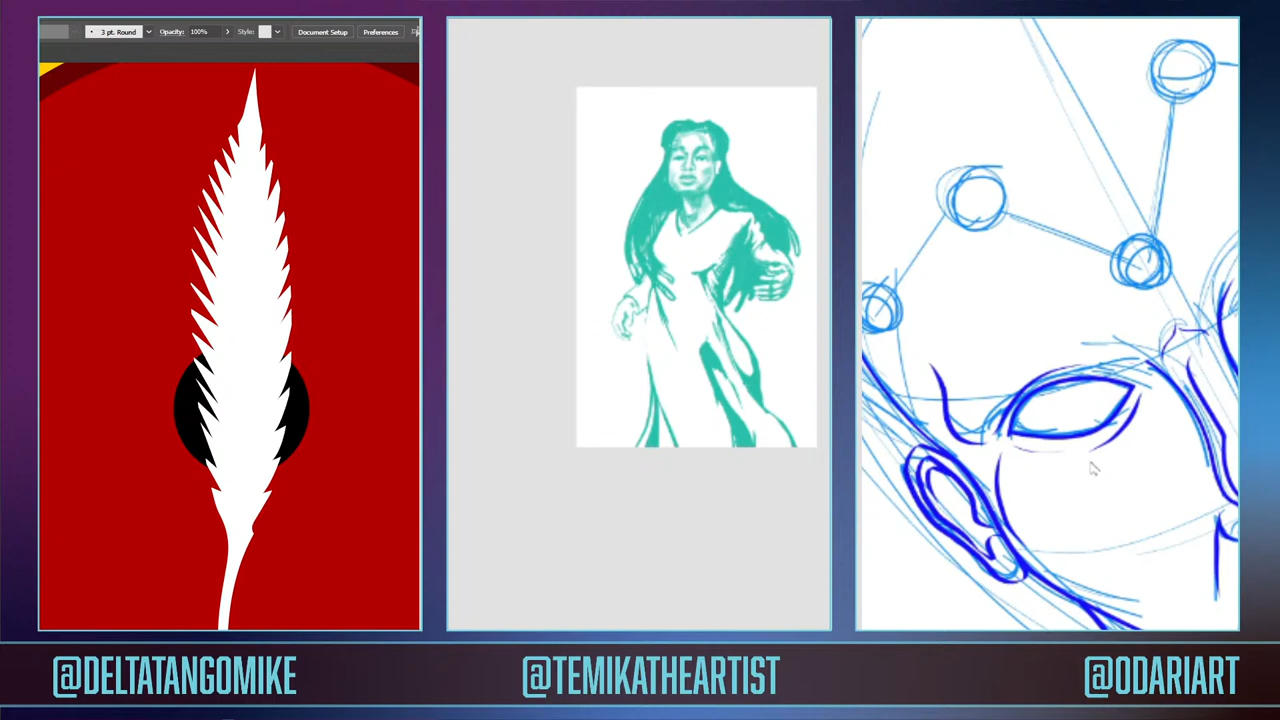 3 pt. Round Opacity: 100% Style: Document Setup Preferences
@DELTATANGOMIKE @TEMIKATHEARTIST @ODARIART